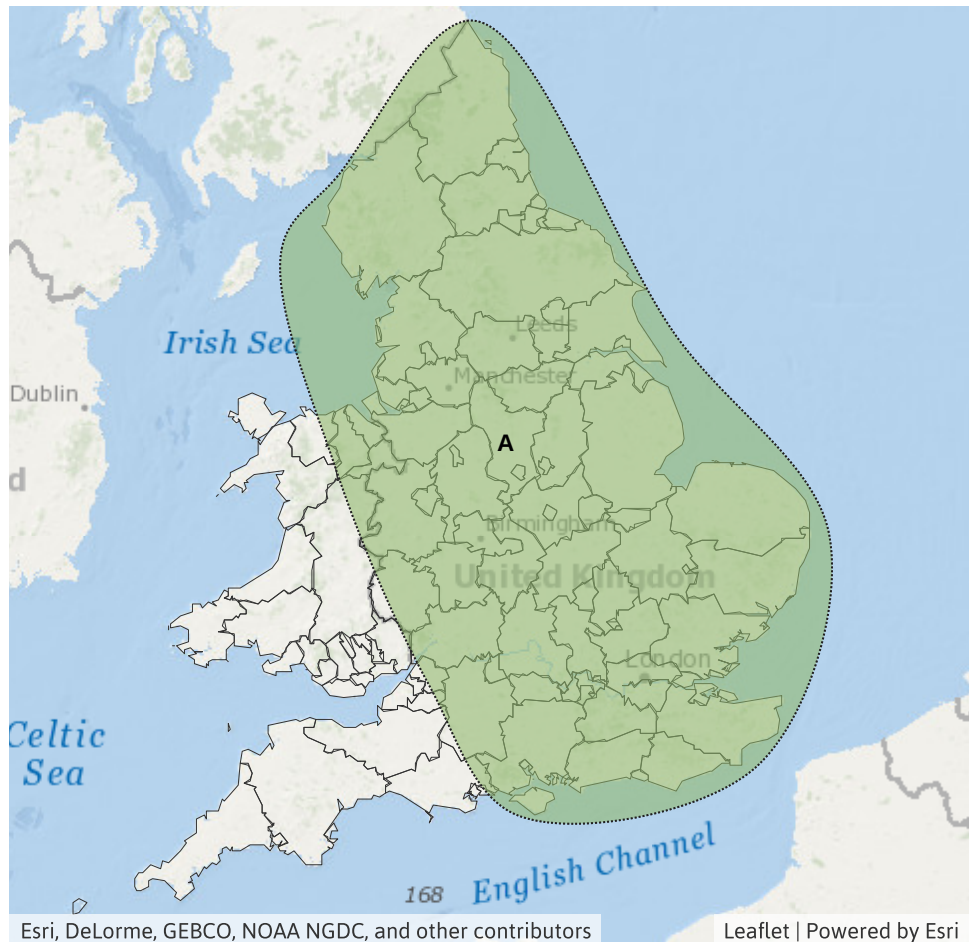 Leeds
Irish Sea
Manchester
Dublin
A
d
Birmingham
United Kingdom
London
Celtic
Sea
English Channel
168
Esri, DeLorme, GEBCO, NOAA NGDC, and other contributors
Leaflet | Powered by Esri